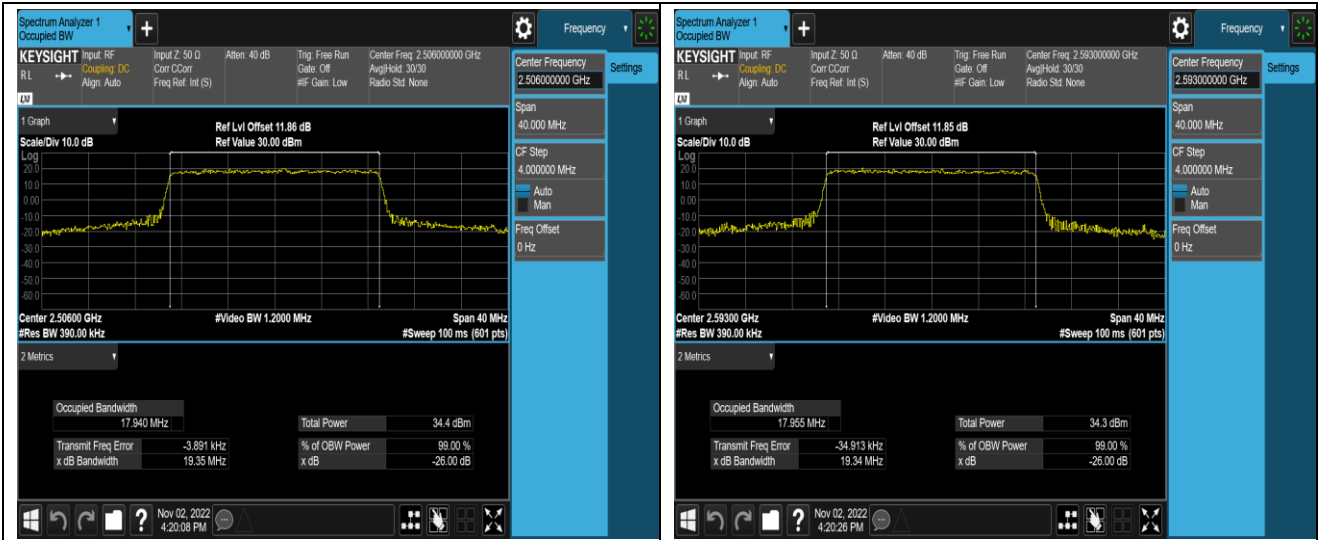 Spectrum Analyzer 1
Occupied BW
+
Frequency
KEYSIGHT
RL
LXI
Input: RF
Coupling: DC
Align: Auto
Input Z: 50 Ω
Corr CCorr
Freq Ref: Int (S)
Atten: 40 dB
Trig: Free Run
Gate: Off
#IF Gain: Low
Center Freq: 2.506000000 GHz
Avg|Hold: 30/30
Radio Std: None
Center Frequency
2.506000000 GHz
Settings
Span
40.000 MHz
CF Step
4.000000 MHz
Auto
Man
Freq Offset
0 Hz
1 Graph
Ref Lvl Offset 11.86 dB
Scale/Div 10.0 dB
Ref Value 30.00 dBm
Log
20.0
10.0
0.00
-10.0
-20.0
-30.0
-40.0
-50.0
-60.0
Center 2.50600 GHz
#Video BW 1.2000 MHz
Span 40 MHz
#Res BW 390.00 kHz
#Sweep 100 ms (601 pts)
2 Metrics
Occupied Bandwidth
17.940 MHz
Total Power 34.4 dBm
Transmit Freq Error -3.891 kHz
% of OBW Power 99.00 %
x dB Bandwidth 19.35 MHz
x dB -26.00 dB
?
Nov 02, 2022
4:20:08 PM
Spectrum Analyzer 1
Occupied BW
+
Frequency
KEYSIGHT
RL
LXI
Input: RF
Coupling: DC
Align: Auto
Input Z: 50 Ω
Corr CCorr
Freq Ref: Int (S)
Atten: 40 dB
Trig: Free Run
Gate: Off
#IF Gain: Low
Center Freq: 2.593000000 GHz
Avg|Hold: 30/30
Radio Std: None
Center Frequency
2.593000000 GHz
Settings
Span
40.000 MHz
CF Step
4.000000 MHz
Auto
Man
Freq Offset
0 Hz
1 Graph
Ref Lvl Offset 11.85 dB
Scale/Div 10.0 dB
Ref Value 30.00 dBm
Log
20.0
10.0
0.00
-10.0
-20.0
-30.0
-40.0
-50.0
-60.0
Center 2.59300 GHz
#Video BW 1.2000 MHz
Span 40 MHz
#Res BW 390.00 kHz
#Sweep 100 ms (601 pts)
2 Metrics
Occupied Bandwidth
17.955 MHz
Total Power 34.3 dBm
Transmit Freq Error -34.913 kHz
% of OBW Power 99.00 %
x dB Bandwidth 19.34 MHz
x dB -26.00 dB
?
Nov 02, 2022
4:20:26 PM